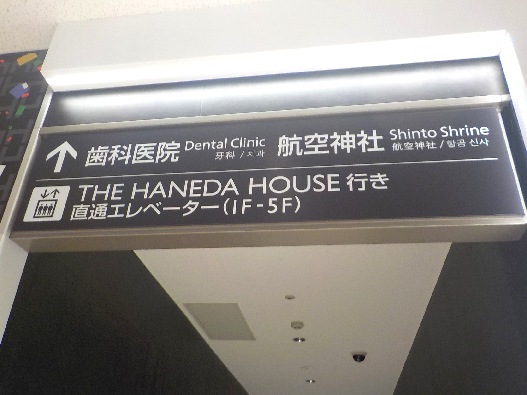 歯科医院 Dental Clinic 牙科 / 치과 航空神社 Shinto Shrine 航空神社 / 항공 신사
THE HANEDA HOUSE 行き
直通エレベーター(1F-5F)